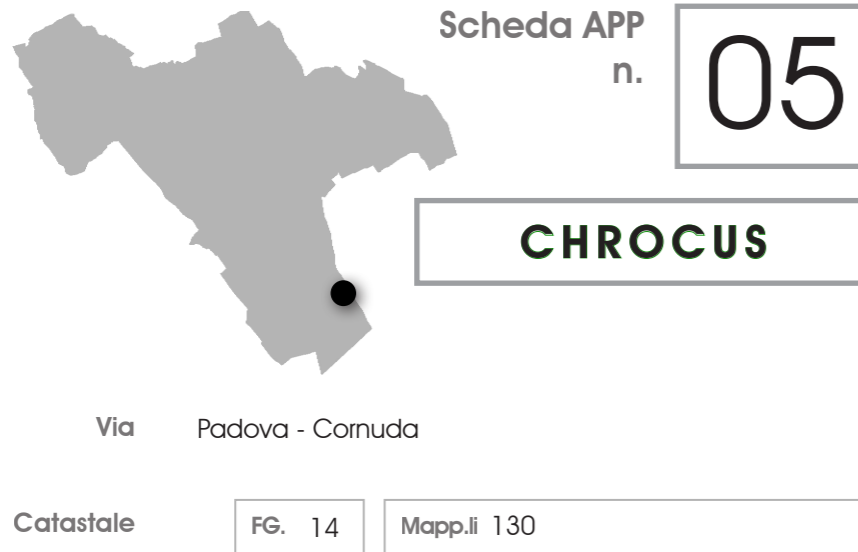 Scheda APP
n. 05
CHROCUS
Via Padova - Cornuda
Catastale FG. 14 Mapp.li 130